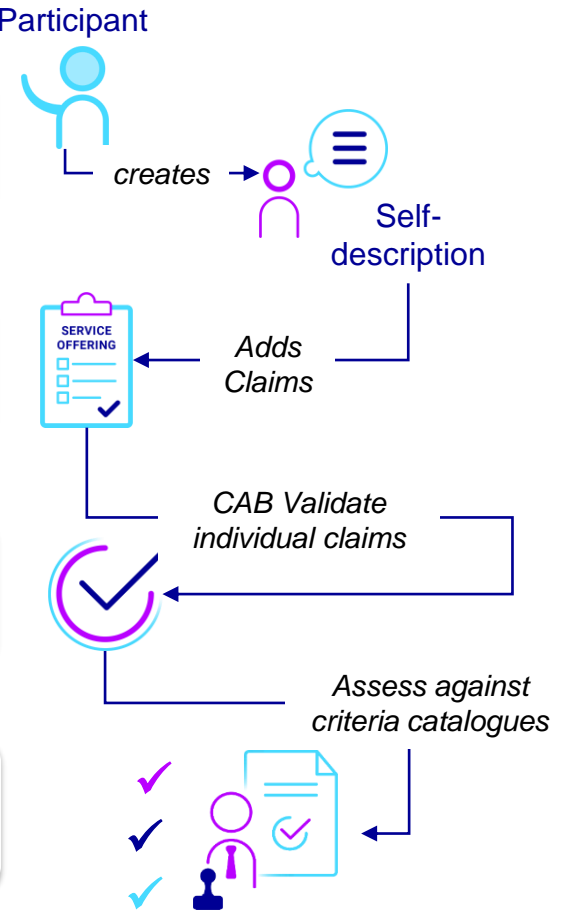 Participant
creates
Self-
description
SERVICE
OFFERING
Adds
Claims
CAB Validate
individual claims
Assess against
criteria catalogues